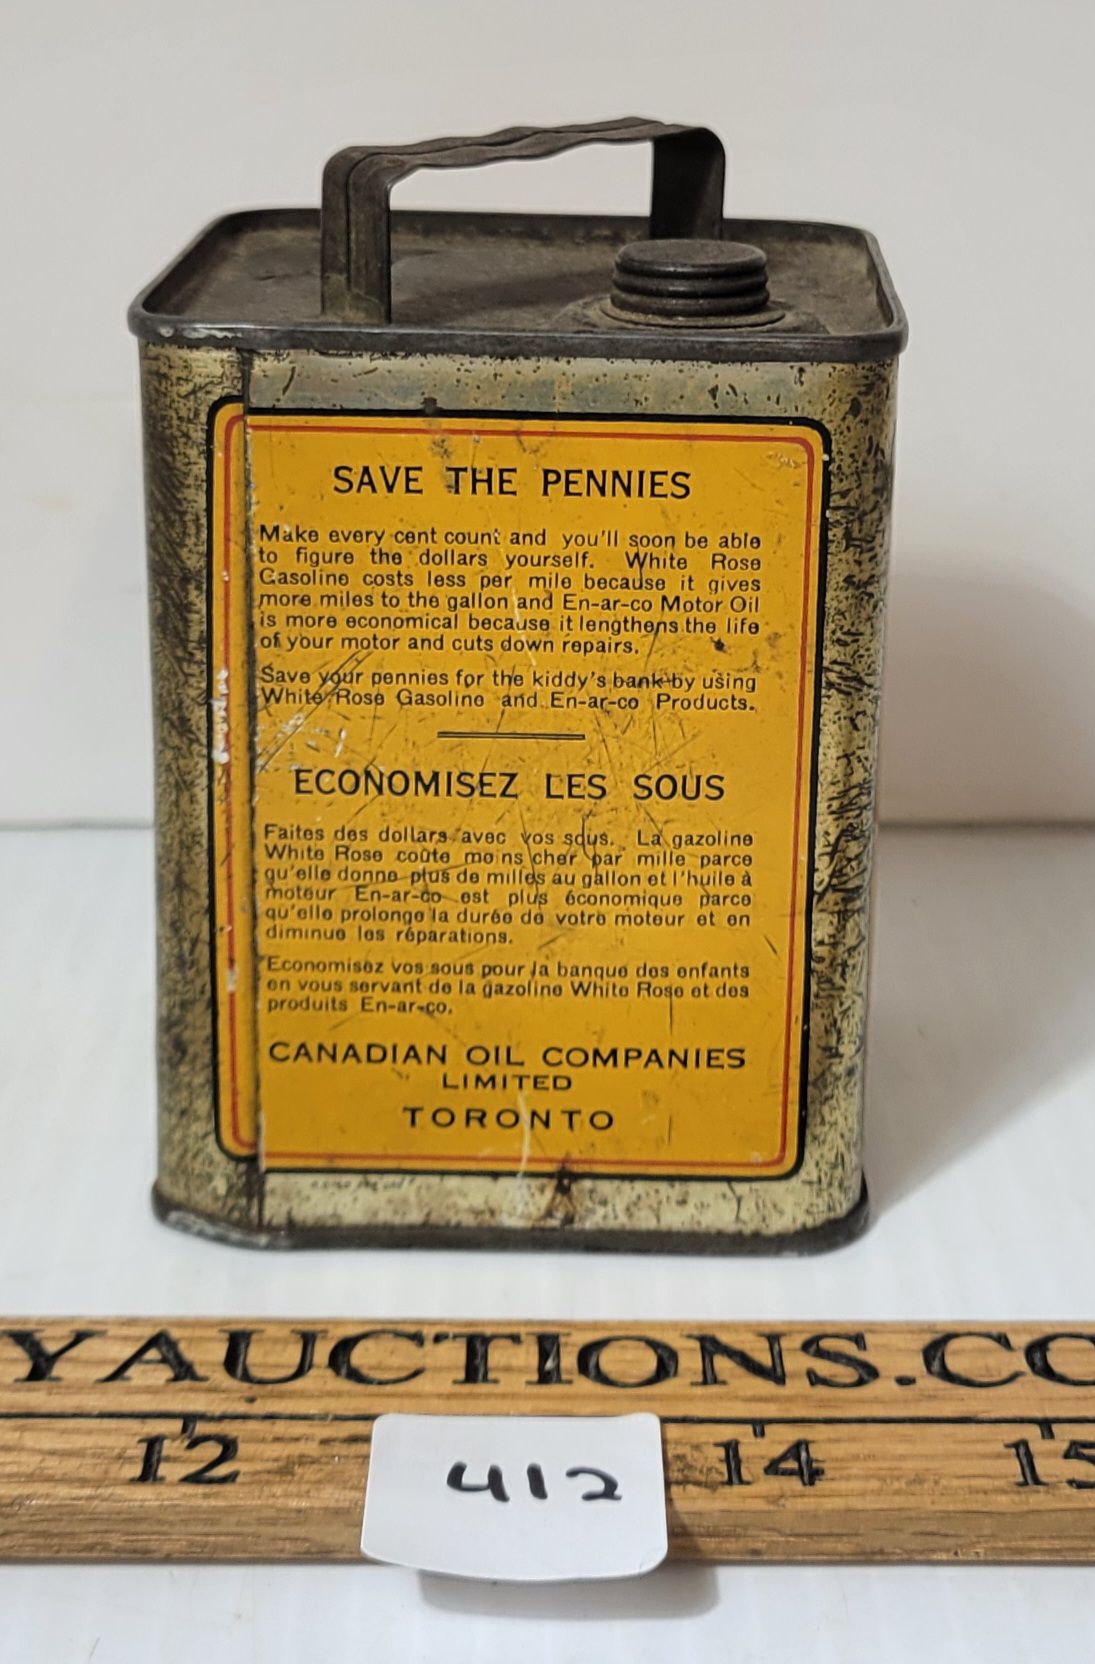 SAVE THE PENNIES
Make every cent count and you'll soon be able
to figure the dollars yourself. White Rose
Gasoline costs less per mile because it gives
more miles to the gallon and En-ar-co Motor Oil
is more economical because it lengthens the life
of your motor and cuts down repairs.
Save your pennies for the kiddy's bank by using
White Rose Gasoline and En-ar-co Products.
ECONOMISEZ LES SOUS
Faites des dollars avec vos sous. La gazoline
White Rose coûte moins cher par mille parce
qu'elle donne plus de milles au gallon et l'huile à
moteur En-ar-co est plus économique parce
qu'elle prolonge la durée de votre moteur et en
diminue les réparations.
Economisez vos sous pour la banque des enfants
en vous servant de la gazoline White Rose et des
produits En-ar-co.
CANADIAN OIL COMPANIES
LIMITED
TORONTO
YAUCTIONS.CO
12 14 15
412